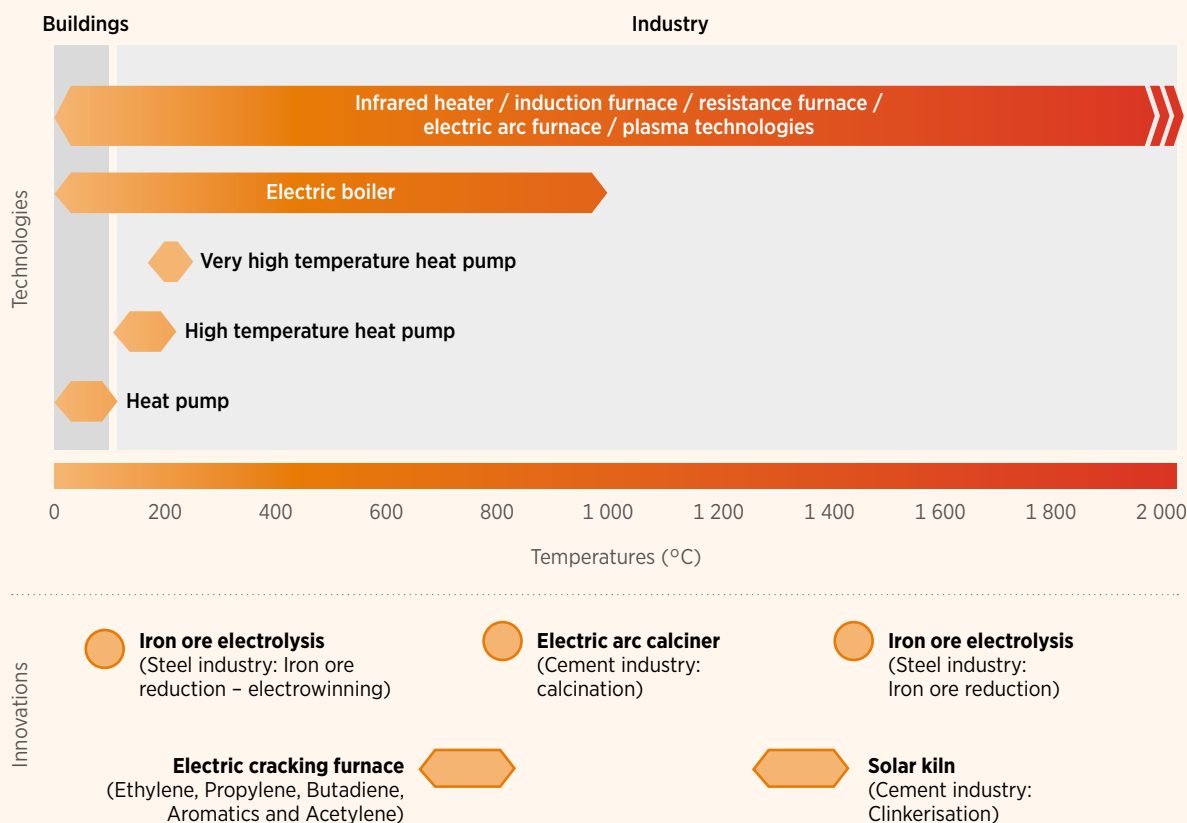 Buildings
Industry
Technologies
Infrared heater / induction furnace / resistance furnace /
electric arc furnace / plasma technologies
Electric boiler
Very high temperature heat pump
High temperature heat pump
Heat pump
0 200 400 600 800 1 000 1 200 1 400 1 600 1 800 2 000
Temperatures (°C)
Innovations
Iron ore electrolysis
(Steel industry: Iron ore
reduction – electrowinning)
Electric arc calciner
(Cement industry:
calcination)
Iron ore electrolysis
(Steel industry:
Iron ore reduction)
Electric cracking furnace
(Ethylene, Propylene, Butadiene,
Aromatics and Acetylene)
Solar kiln
(Cement industry:
Clinkerisation)